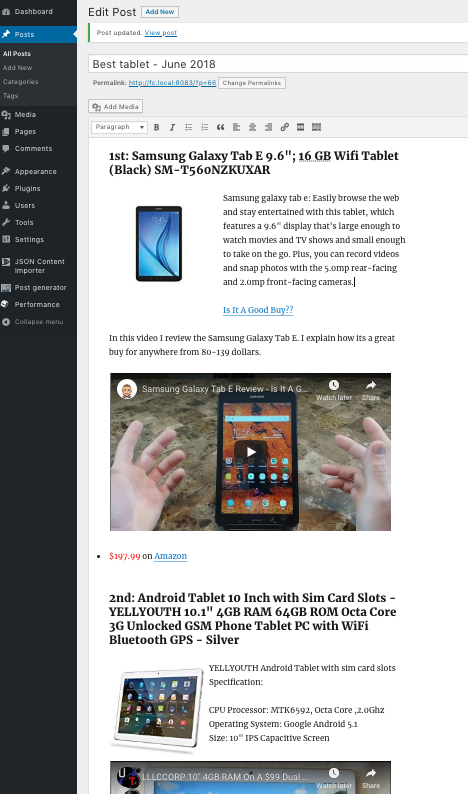 Dashboard
Posts
All Posts
Add New
Categories
Tags
Media
Pages
Comments
Appearance
Plugins
Users
Tools
Settings
JSON Content
Importer
Post generator
Performance
Collapse menu
Edit Post
Add New
Post updated. View post
Best tablet - June 2018
Permalink: http://fc.local:8083/?p=66
Change Permalinks
Add Media
Paragraph
1st: Samsung Galaxy Tab E 9.6"; 16 GB Wifi Tablet
(Black) SM-T560NZKUXAR
Samsung galaxy tab e: Easily browse the web
and stay entertained with this tablet, which
features a 9.6" display that's large enough to
watch movies and TV shows and small enough
to take on the go. Plus, you can record videos
and snap photos with the 5.0mp rear-facing
and 2.0mp front-facing cameras.
Is It A Good Buy??
In this video I review the Samsung Galaxy Tab E. I explain how its a great
buy for anywhere from 80-139 dollars.
Samsung Galaxy Tab E Review - Is It A G...
Watch later
Share
10:56
$197.99 on Amazon
2nd: Android Tablet 10 Inch with Sim Card Slots -
YELLYOUTH 10.1" 4GB RAM 64GB ROM Octa Core
3G Unlocked GSM Phone Tablet PC with WiFi
Bluetooth GPS - Silver
YELLYOUTH Android Tablet with sim card slots
Specification:
CPU Processor: MTK6592, Octa Core ,2.0Ghz
Operating System: Google Android 5.1
Size: 10" IPS Capacitive Screen
LLLCCORP 10" 4GB RAM On A $99 Dual ...
Watch later
Share